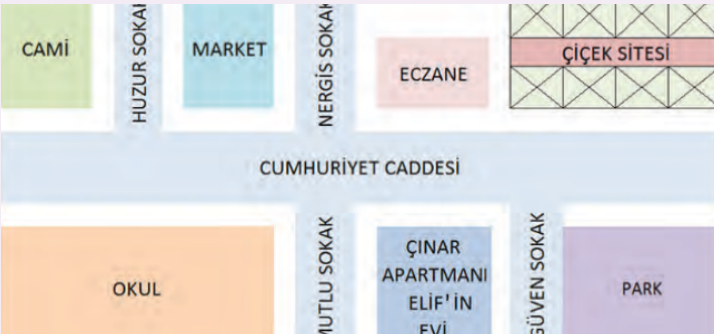 CAMİ
HUZUR SOKAK
MARKET
NERGİS SOKAK
ECZANE
ÇİÇEK SİTESİ
CUMHURİYET CADDESİ
OKUL
MUTLU SOKAK
ÇINAR
APARTMANI
ELİF'İN
EVİ
GÜVEN SOKAK
PARK